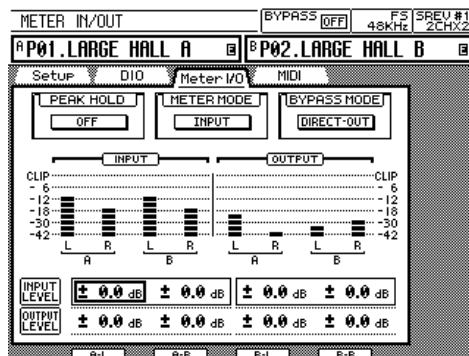 METER IN/OUT BYPASS OFF FS 48KHz SREV #1 2CHX2
A P01.LARGE HALL A E B P02.LARGE HALL B E
Setup DIO Meter I/O MIDI
PEAK HOLD METER MODE BYPASS MODE
OFF INPUT DIRECT-OUT
INPUT OUTPUT
CLIP CLIP
- 6 - 6
-12 -12
-18 -18
-30 -30
-42 -42
L R L R L R L R
A B A B
INPUT LEVEL ± 0.0 dB ± 0.0 dB ± 0.0 dB ± 0.0 dB
OUTPUT LEVEL ± 0.0 dB ± 0.0 dB ± 0.0 dB ± 0.0 dB
A-L A-R B-L B-R